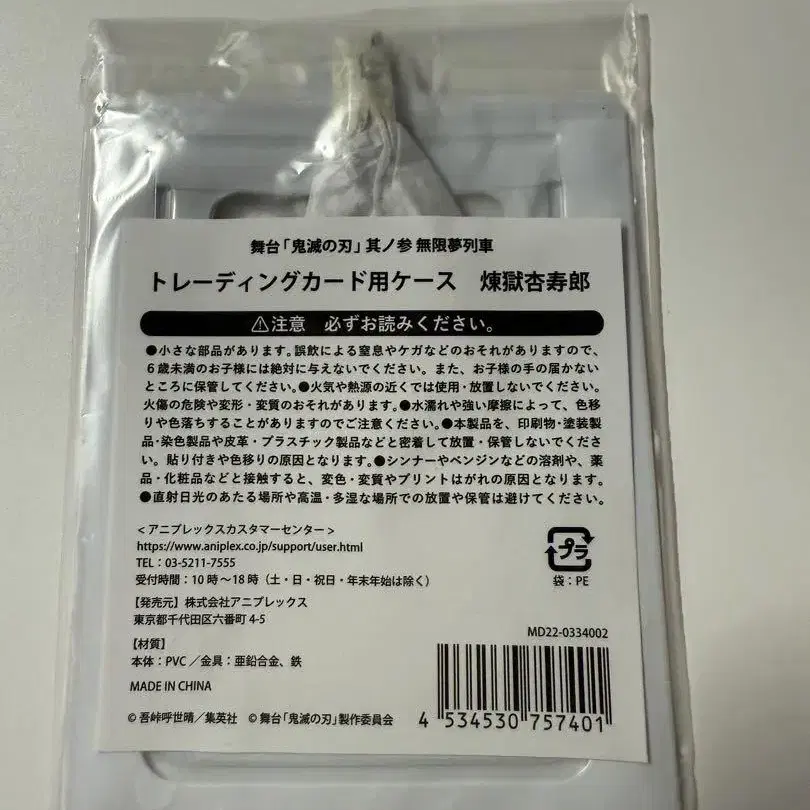 舞台「鬼滅の刃」其ノ参 無限夢列車
トレーディングカード用ケース 煉獄杏寿郎
⚠注意 必ずお読みください。
●小さな部品があります。誤飲による窒息やケガなどのおそれがありますので、
６歳未満のお子様には絶対に与えないでください。また、お子様の手の届かない
ところに保管してください。●火気や熱源の近くでは使用・放置しないでください。
火傷の危険や変形・変質のおそれがあります。●水濡れや強い摩擦によって、色移
りや色落ちすることがありますのでご注意ください。●本製品を、印刷物・塗装製
品・染色製品や皮革・プラスチック製品などと密着して放置・保管しないでくださ
い。貼り付きや色移りの原因となります。●シンナーやベンジンなどの溶剤や、薬
品・化粧品などと接触すると、変色・変質やプリントはがれの原因となります。
●直射日光のあたる場所や高温・多湿な場所での放置や保管は避けてください。
＜アニプレックスカスタマーセンター＞
https://www.aniplex.co.jp/support/user.html
TEL：03-5211-7555
受付時間：10時～18時（土・日・祝日・年末年始は除く）
プラ
袋：PE
【発売元】株式会社アニプレックス
東京都千代田区六番町 4-5
MD22-0334002
【材質】
本体：PVC ／金具：亜鉛合金、鉄
MADE IN CHINA
© 吾峠呼世晴／集英社 © 舞台「鬼滅の刃」製作委員会
4 534530 757401